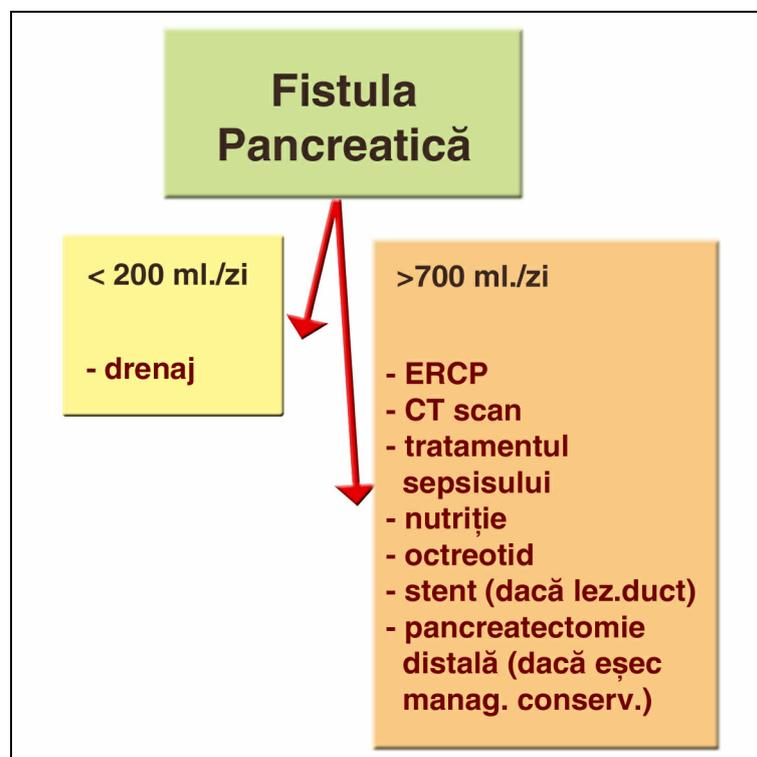 Fistula
Pancreatică
< 200 ml./zi
- drenaj
>700 ml./zi
- ERCP
- CT scan
- tratamentul
sepsisului
- nutriție
- octreotid
- stent (dacă lez.duct)
- pancreatectomie
distală (dacă eșec
manag. conserv.)